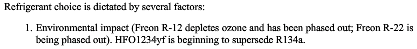 Refrigerant choice is dictated by several factors:
1. Environmental impact (Freon R-12 depletes ozone and has been phased out; Freon R-22 is
being phased out). HFO1234yf is beginning to supersede R134a.